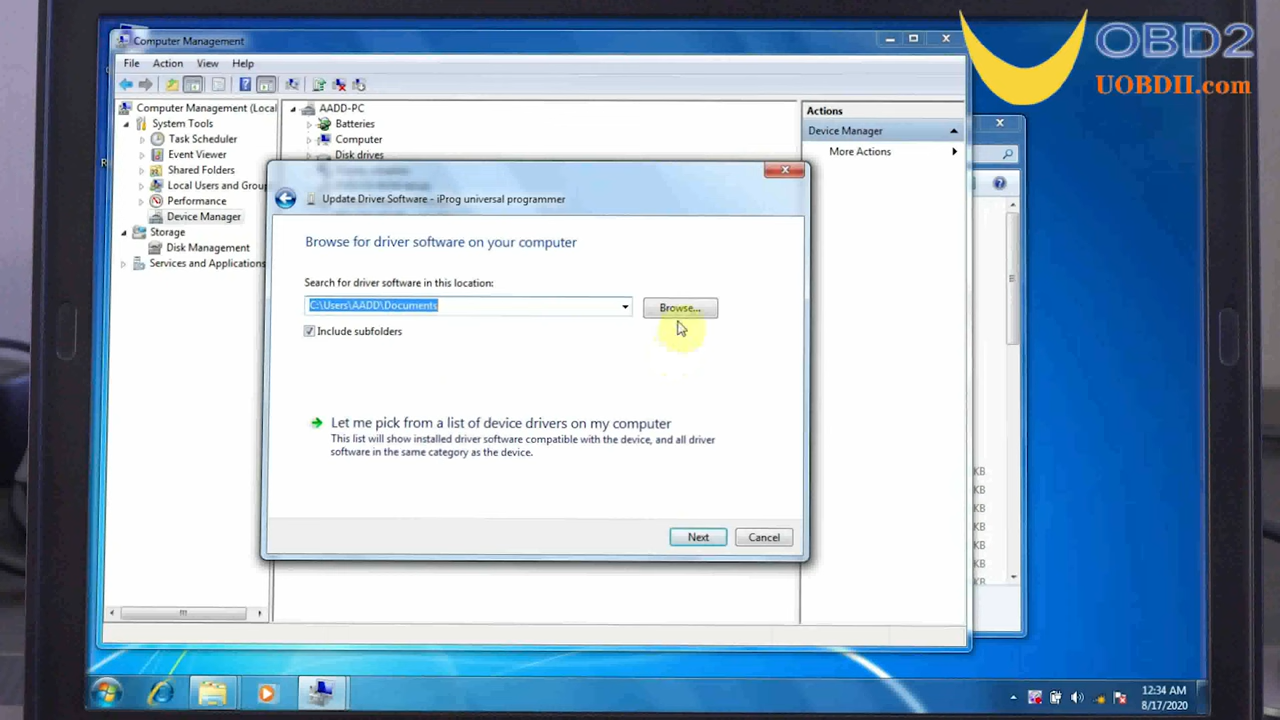 OBD2
UOBDII.com
Computer Management
File Action View Help
Computer Management (Local
System Tools
Task Scheduler
Event Viewer
Shared Folders
Local Users and Group
Performance
Device Manager
Storage
Disk Management
Services and Applications
AADD-PC
Batteries
Computer
Disk drives
Actions
Device Manager
More Actions
Update Driver Software - iProg universal programmer
Browse for driver software on your computer
Search for driver software in this location:
C:\Users\AADD\Documents
Browse...
Include subfolders
Let me pick from a list of device drivers on my computer
This list will show installed driver software compatible with the device, and all driver
software in the same category as the device.
Next
Cancel
KB
KB
KB
KB
KB
KB
KB
12:34 AM
8/17/2020